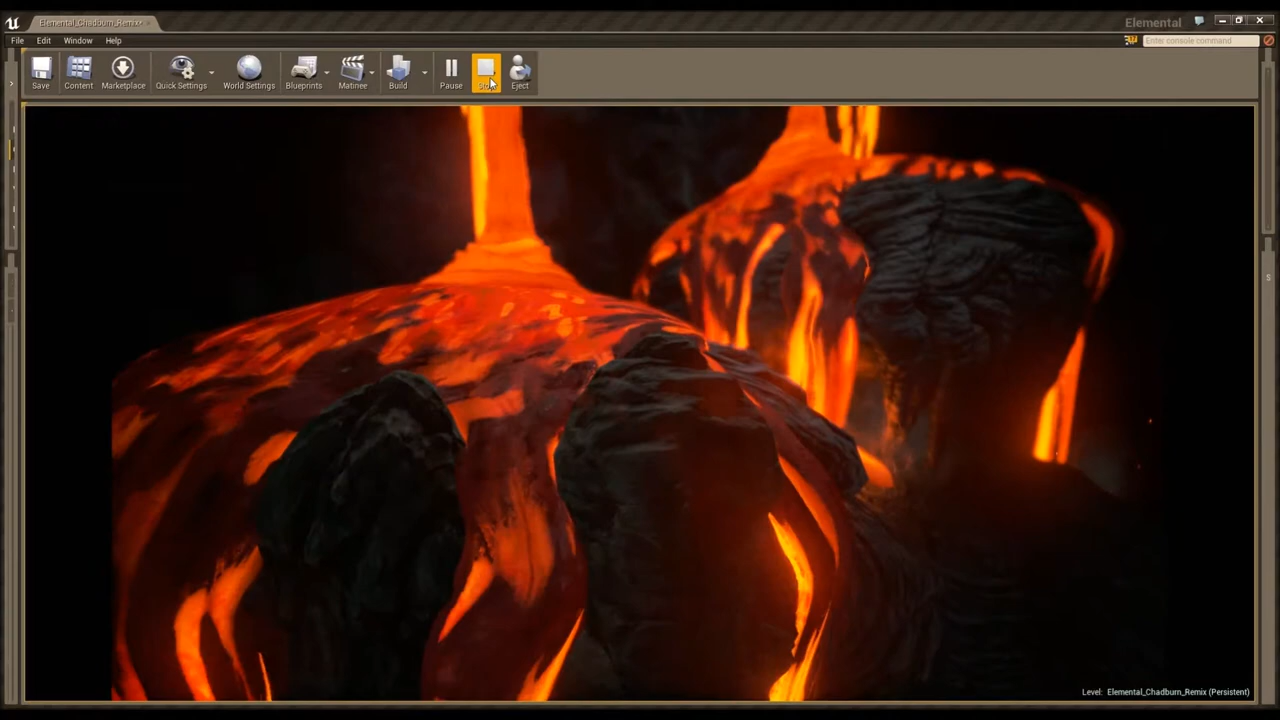 Elemental_Chadburn_Remix•
Elemental
File Edit Window Help
Enter console command
Save Content Marketplace Quick Settings World Settings Blueprints Matinee Build Pause Eject
S
Level: Elemental_Chadburn_Remix (Persistent)